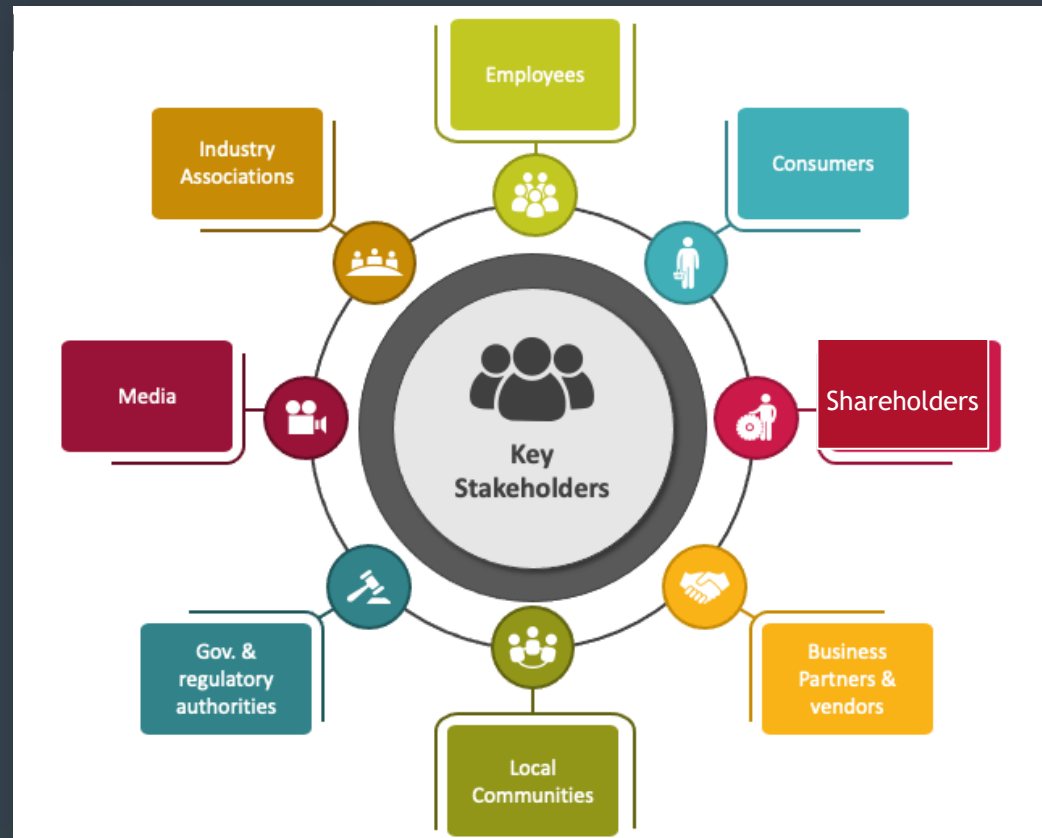 Employees
Industry
Associations
Consumers
Media
Key
Stakeholders
Shareholders
Gov. &
regulatory
authorities
Business
Partners &
vendors
Local
Communities